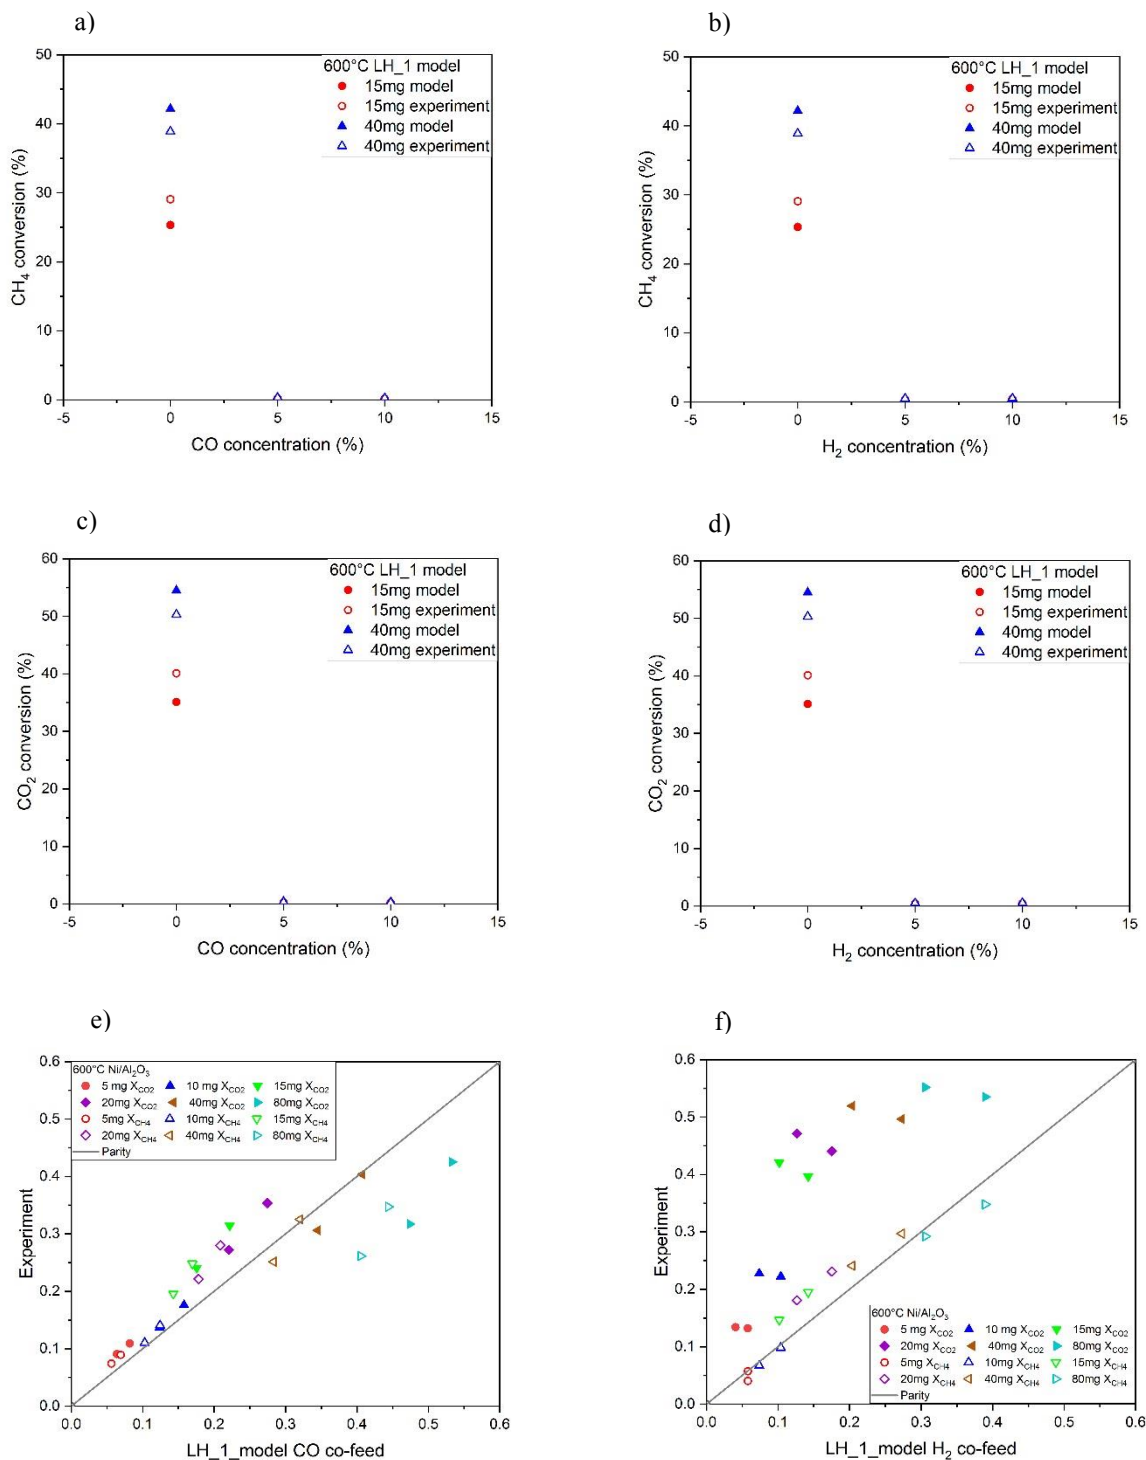 a)
50
40
30
20
10
0
-5
0
5
10
15
CH4 conversion (%)
CO concentration (%)
600°C LH_1 model
15mg model
15mg experiment
40mg model
40mg experiment
b)
50
40
30
20
10
0
-5
0
5
10
15
CH4 conversion (%)
H2 concentration (%)
600°C LH_1 model
15mg model
15mg experiment
40mg model
40mg experiment
c)
60
50
40
30
20
10
0
-5
0
5
10
15
CO2 conversion (%)
CO concentration (%)
600°C LH_1 model
15mg model
15mg experiment
40mg model
40mg experiment
d)
60
50
40
30
20
10
0
-5
0
5
10
15
CO2 conversion (%)
H2 concentration (%)
600°C LH_1 model
15mg model
15mg experiment
40mg model
40mg experiment
e)
0.6
0.5
0.4
0.3
0.2
0.1
0.0
0.0
0.1
0.2
0.3
0.4
0.5
0.6
Experiment
LH_1_model CO co-feed
600°C Ni/Al2O3
5 mg XCO2 10 mg XCO2 15mg XCO2
20mg XCO2 40mg XCO2 80mg XCO2
5mg XCH4 10mg XCH4 15mg XCH4
20mg XCH4 40mg XCH4 80mg XCH4
Parity
f)
0.6
0.5
0.4
0.3
0.2
0.1
0.0
0.0
0.1
0.2
0.3
0.4
0.5
0.6
Experiment
LH_1_model H2 co-feed
600°C Ni/Al2O3
5 mg XCO2 10 mg XCO2 15mg XCO2
20mg XCO2 40mg XCO2 80mg XCO2
5mg XCH4 10mg XCH4 15mg XCH4
20mg XCH4 40mg XCH4 80mg XCH4
Parity